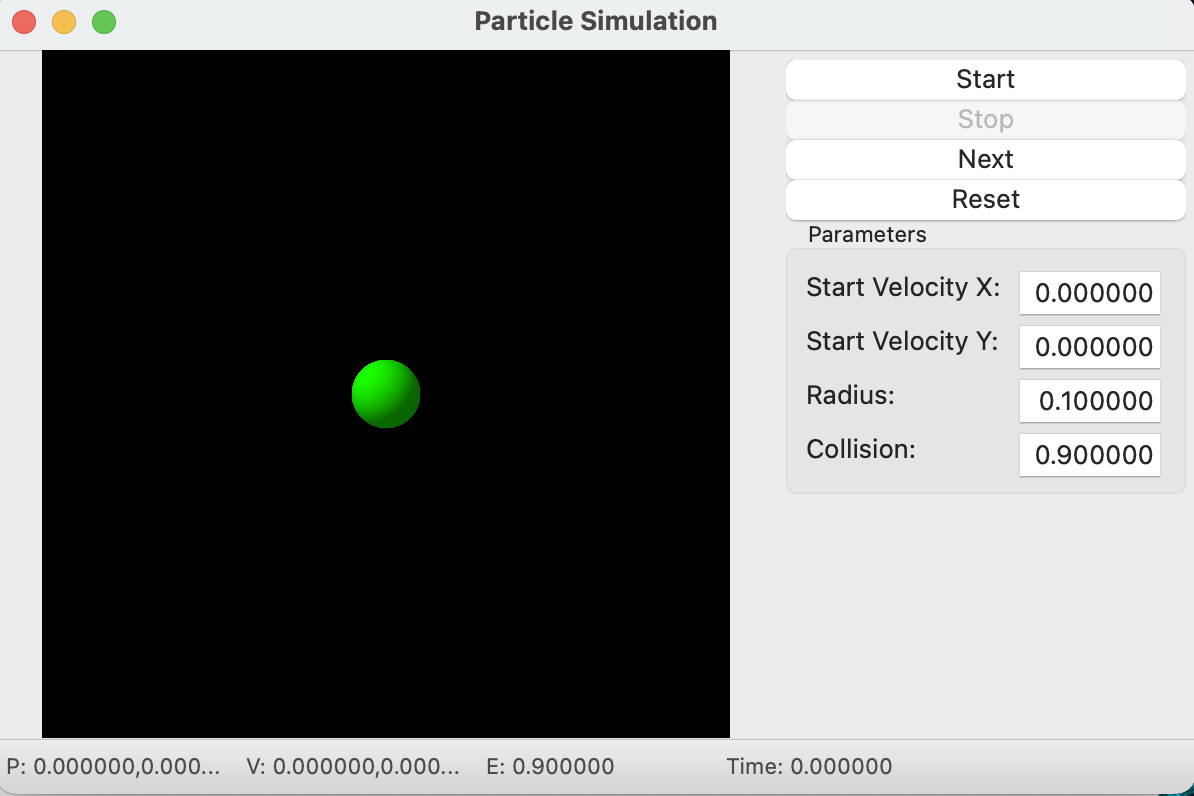 Particle Simulation
Start
Stop
Next
Reset
Parameters
Start Velocity X: 0.000000
Start Velocity Y: 0.000000
Radius: 0.100000
Collision: 0.900000
P: 0.000000,0.000... V: 0.000000,0.000... E: 0.900000 Time: 0.000000